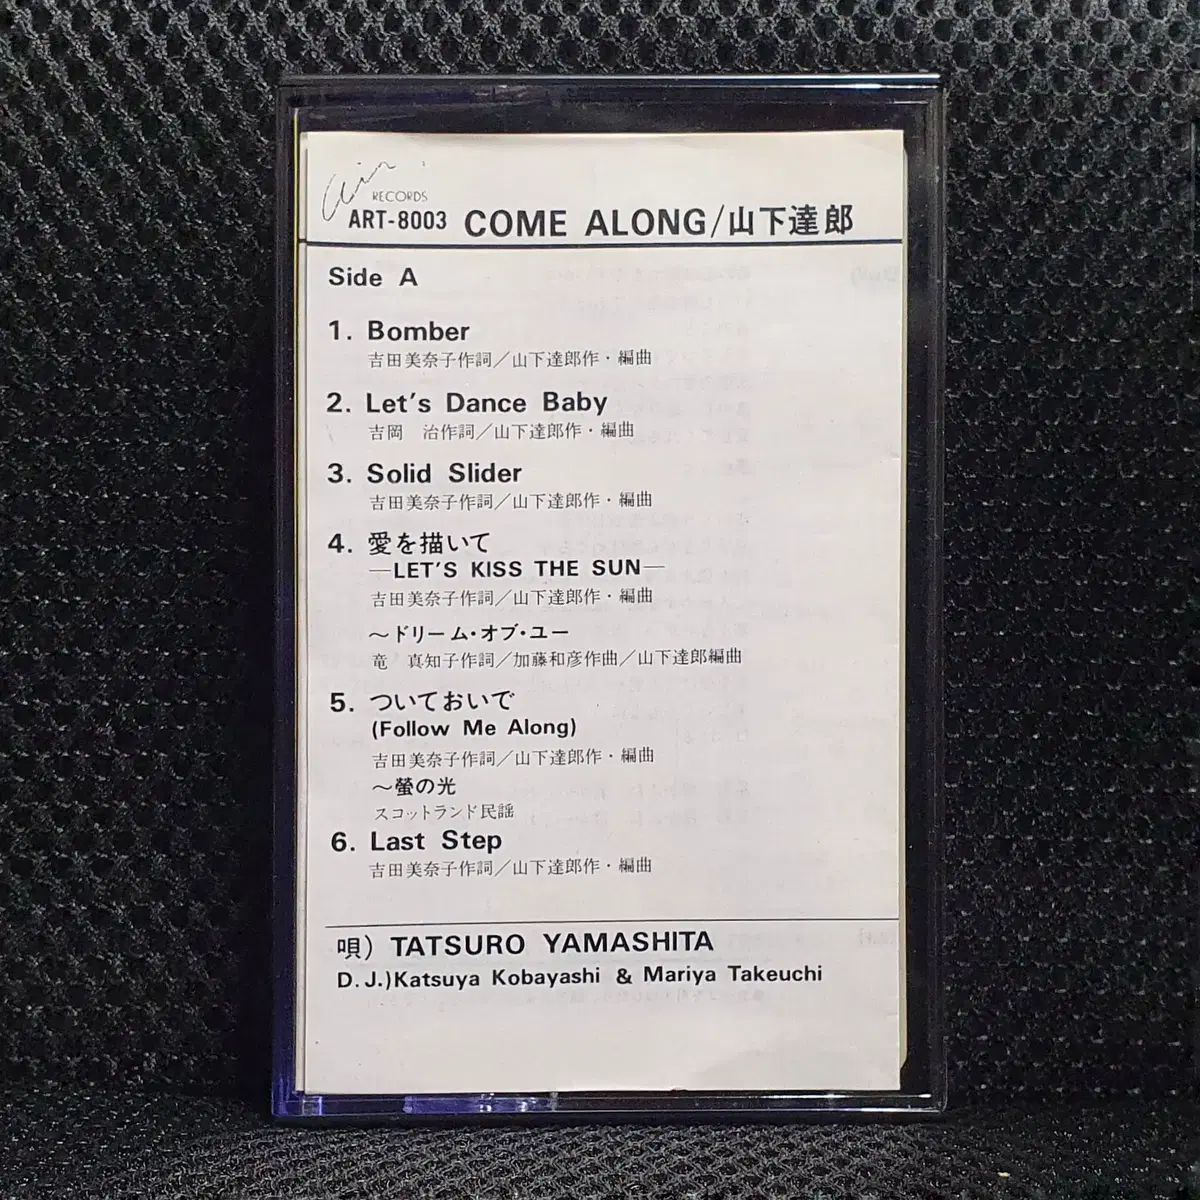 Air RECORDS
ART-8003 COME ALONG/山下達郎
Side A
1. Bomber
吉田美奈子作詞／山下達郎作・編曲
2. Let's Dance Baby
吉岡　治作詞／山下達郎作・編曲
3. Solid Slider
吉田美奈子作詞／山下達郎作・編曲
4. 愛を描いて
—LET'S KISS THE SUN—
吉田美奈子作詞／山下達郎作・編曲
～ドリーム・オブ・ユー
竜　真知子作詞／加藤和彦作曲／山下達郎編曲
5. ついておいで
(Follow Me Along)
吉田美奈子作詞／山下達郎作・編曲
～螢の光
スコットランド民謡
6. Last Step
吉田美奈子作詞／山下達郎作・編曲
唄) TATSURO YAMASHITA
D.J.)Katsuya Kobayashi & Mariya Takeuchi